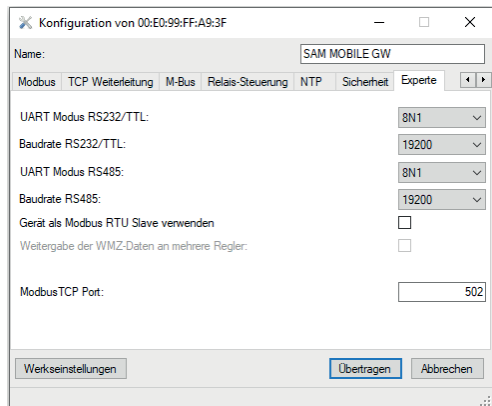 Konfiguration von 00:E0:99:FF:A9:3F
Name: SAM MOBILE GW
Modbus TCP Weiterleitung M-Bus Relais-Steuerung NTP Sicherheit Experte
UART Modus RS232/TTL: 8N1
Baudrate RS232/TTL: 19200
UART Modus RS485: 8N1
Baudrate RS485: 19200
Gerät als Modbus RTU Slave verwenden
Weitergabe der WMZ-Daten an mehrere Regler:
ModbusTCP Port: 502
Werkseinstellungen Übertragen Abbrechen